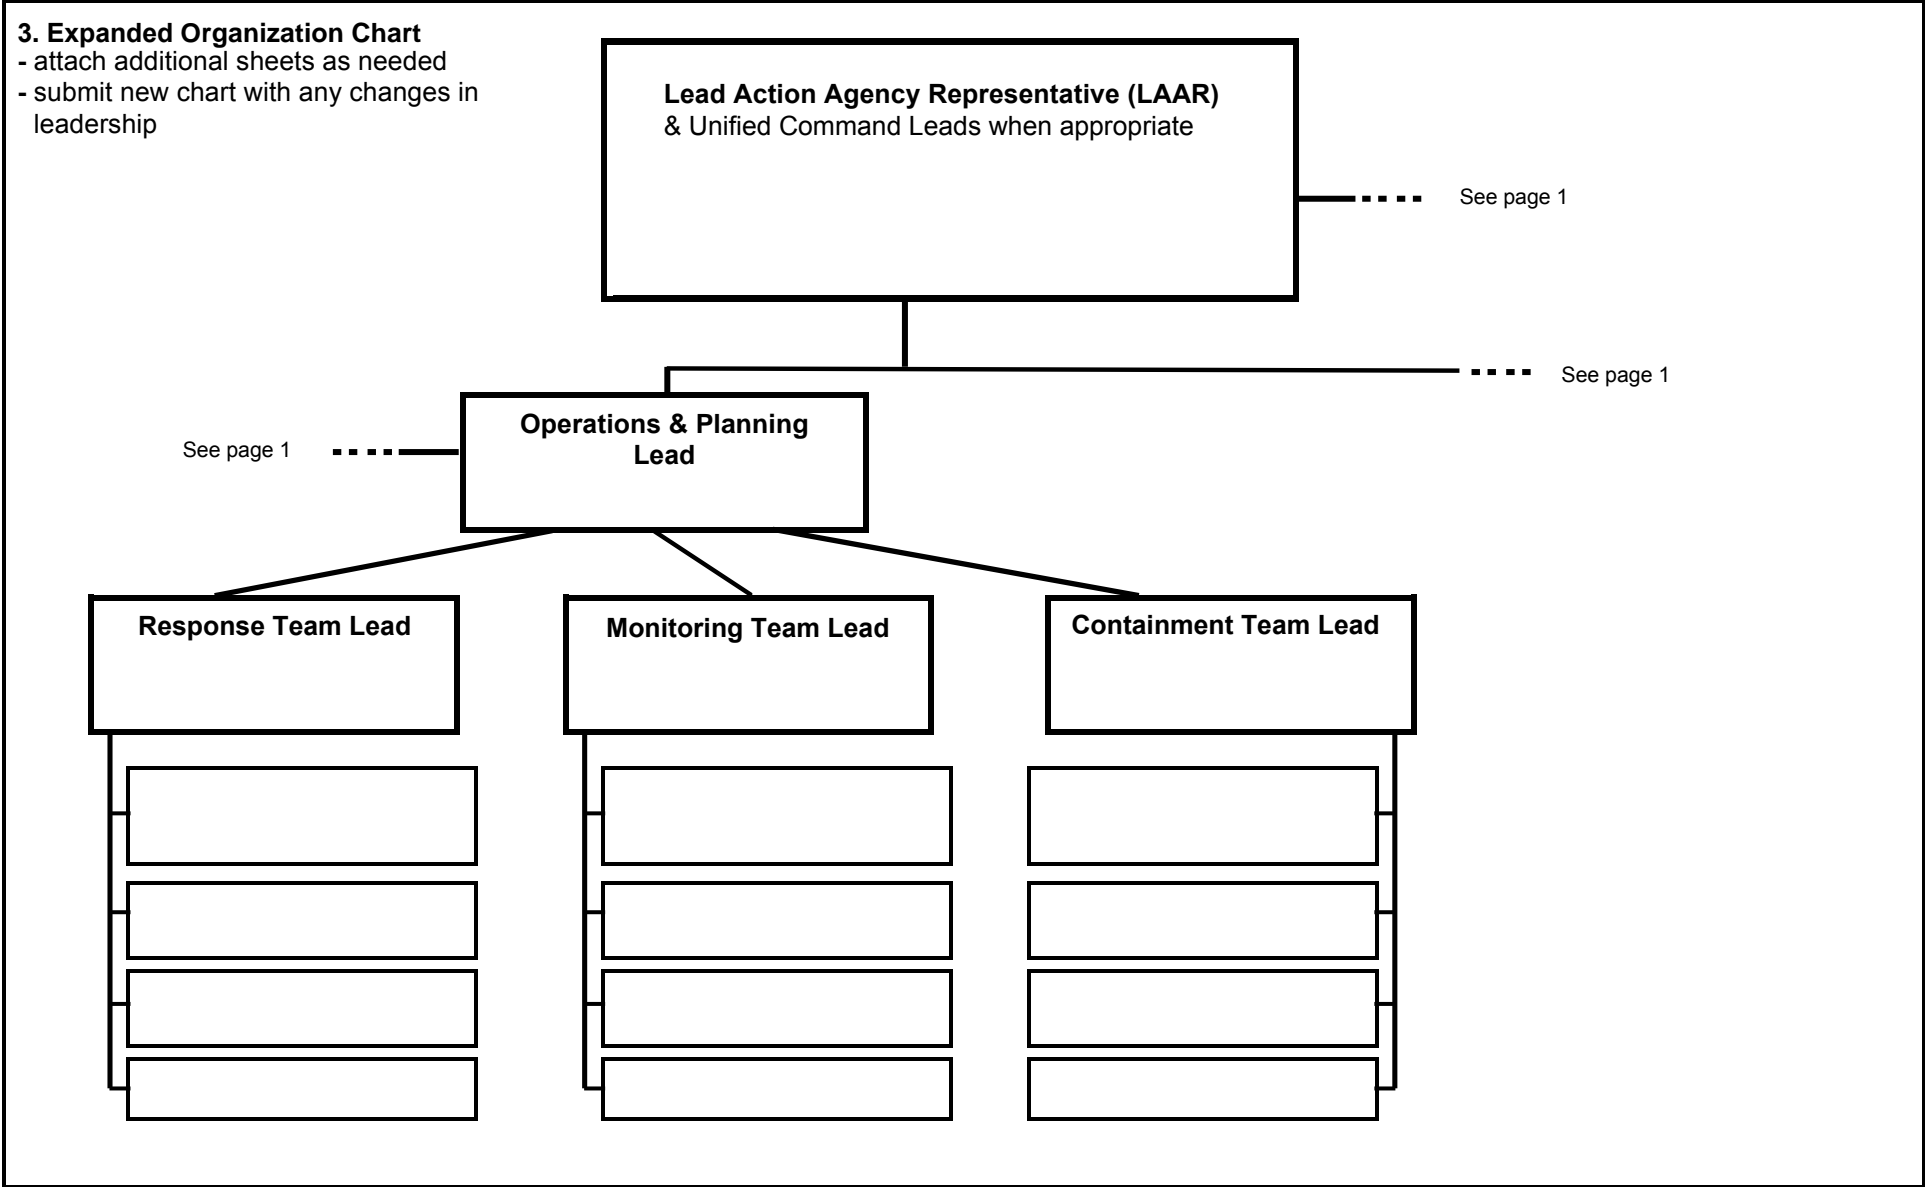 3. Expanded Organization Chart
- attach additional sheets as needed
- submit new chart with any changes in
leadership
Lead Action Agency Representative (LAAR)
& Unified Command Leads when appropriate
See page 1
See page 1
Operations & Planning
Lead
See page 1
Response Team Lead
Monitoring Team Lead
Containment Team Lead